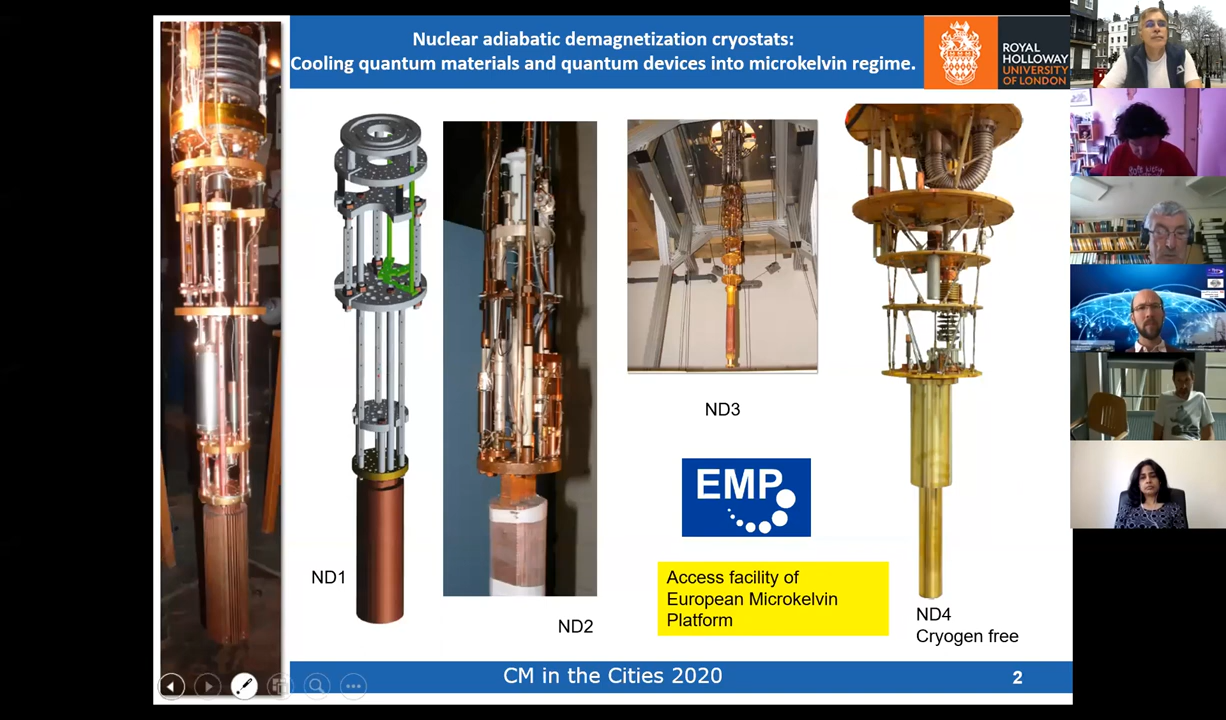 Nuclear adiabatic demagnetization cryostats:
Cooling quantum materials and quantum devices into microkelvin regime.
ROYAL
HOLLOWAY
UNIVERSITY
OF LONDON
ND1
ND2
ND3
EMP
Access facility of
European Microkelvin
Platform
ND4
Cryogen free
CM in the Cities 2020
2